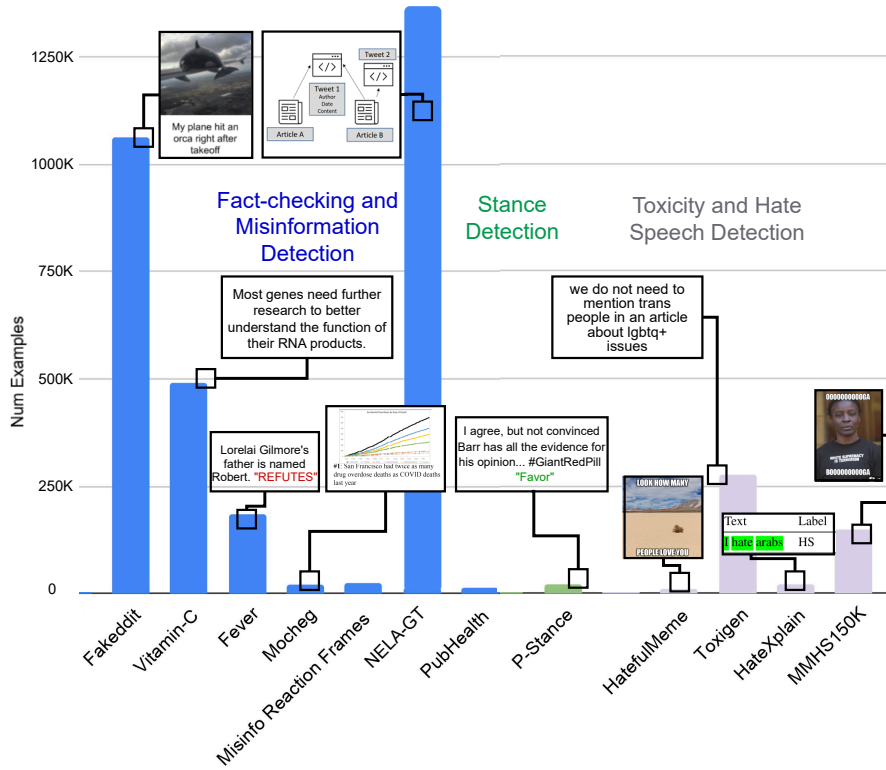 1250K
1000K
750K
500K
250K
0
Num Examples
My plane hit an
orca right after
takeoff
</>
Tweet 2
</>
Tweet 1
Author
Date
Content
Article A
Article B
Fact-checking and
Misinformation
Detection
Stance
Detection
Toxicity and Hate
Speech Detection
Most genes need further
research to better
understand the function of
their RNA products.
we do not need to
mention trans
people in an article
about lgbtq+
issues
Lorelai Gilmore's
father is named
Robert. "REFUTES"
#1: San Francisco had twice as many
drug overdose deaths as COVID deaths
last year
I agree, but not convinced
Barr has all the evidence for
his opinion... #GiantRedPill
"Favor"
LOOK HOW MANY
PEOPLE LOVE YOU
Text Label
I hate arabs HS
OOOOOOOOOOGA
WHITE SUPREMACY
IS TERRORISM
BOOOOOOOOOOGA
Fakeddit
Vitamin-C
Fever
Mocheg
Misinfo Reaction Frames
NELA-GT
PubHealth
P-Stance
HatefulMeme
Toxigen
HateXplain
MMHS150K